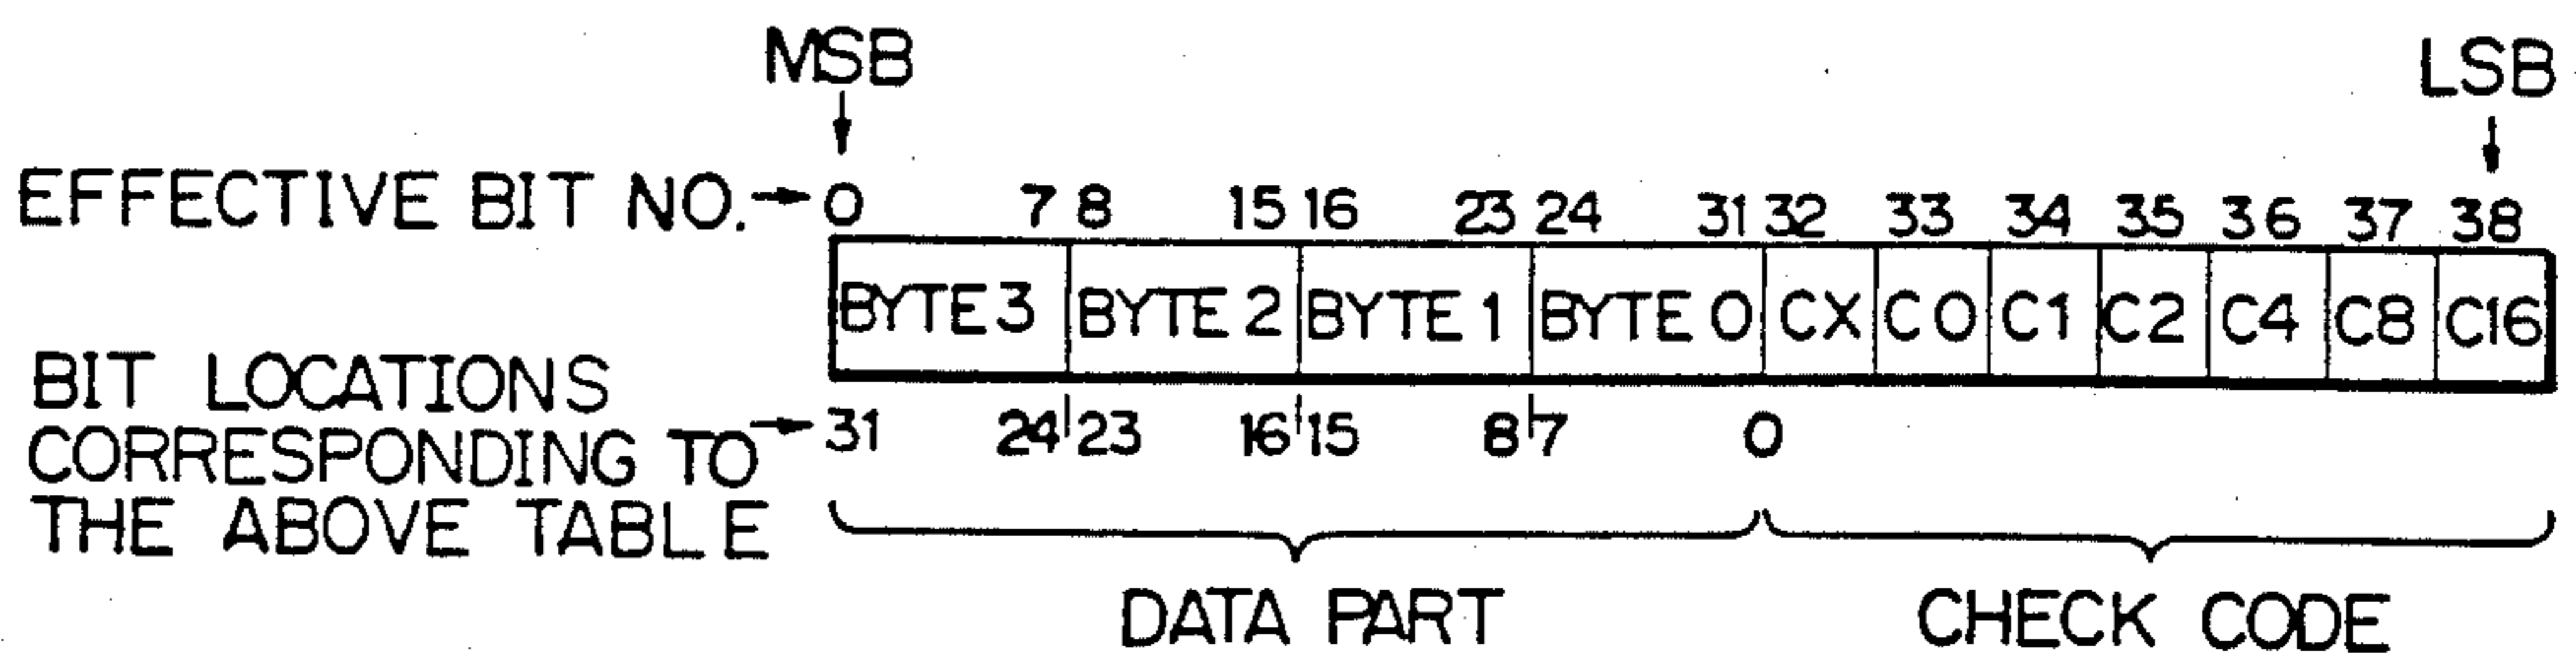 MSB LSB
EFFECTIVE BIT NO. → 0 7 8 15 16 23 24 31 32 33 34 35 36 37 38
BYTE 3 BYTE 2 BYTE 1 BYTE 0 CX C0 C1 C2 C4 C8 C16
BIT LOCATIONS
CORRESPONDING TO → 31 24 23 16 15 8 7 0
THE ABOVE TABLE
DATA PART CHECK CODE